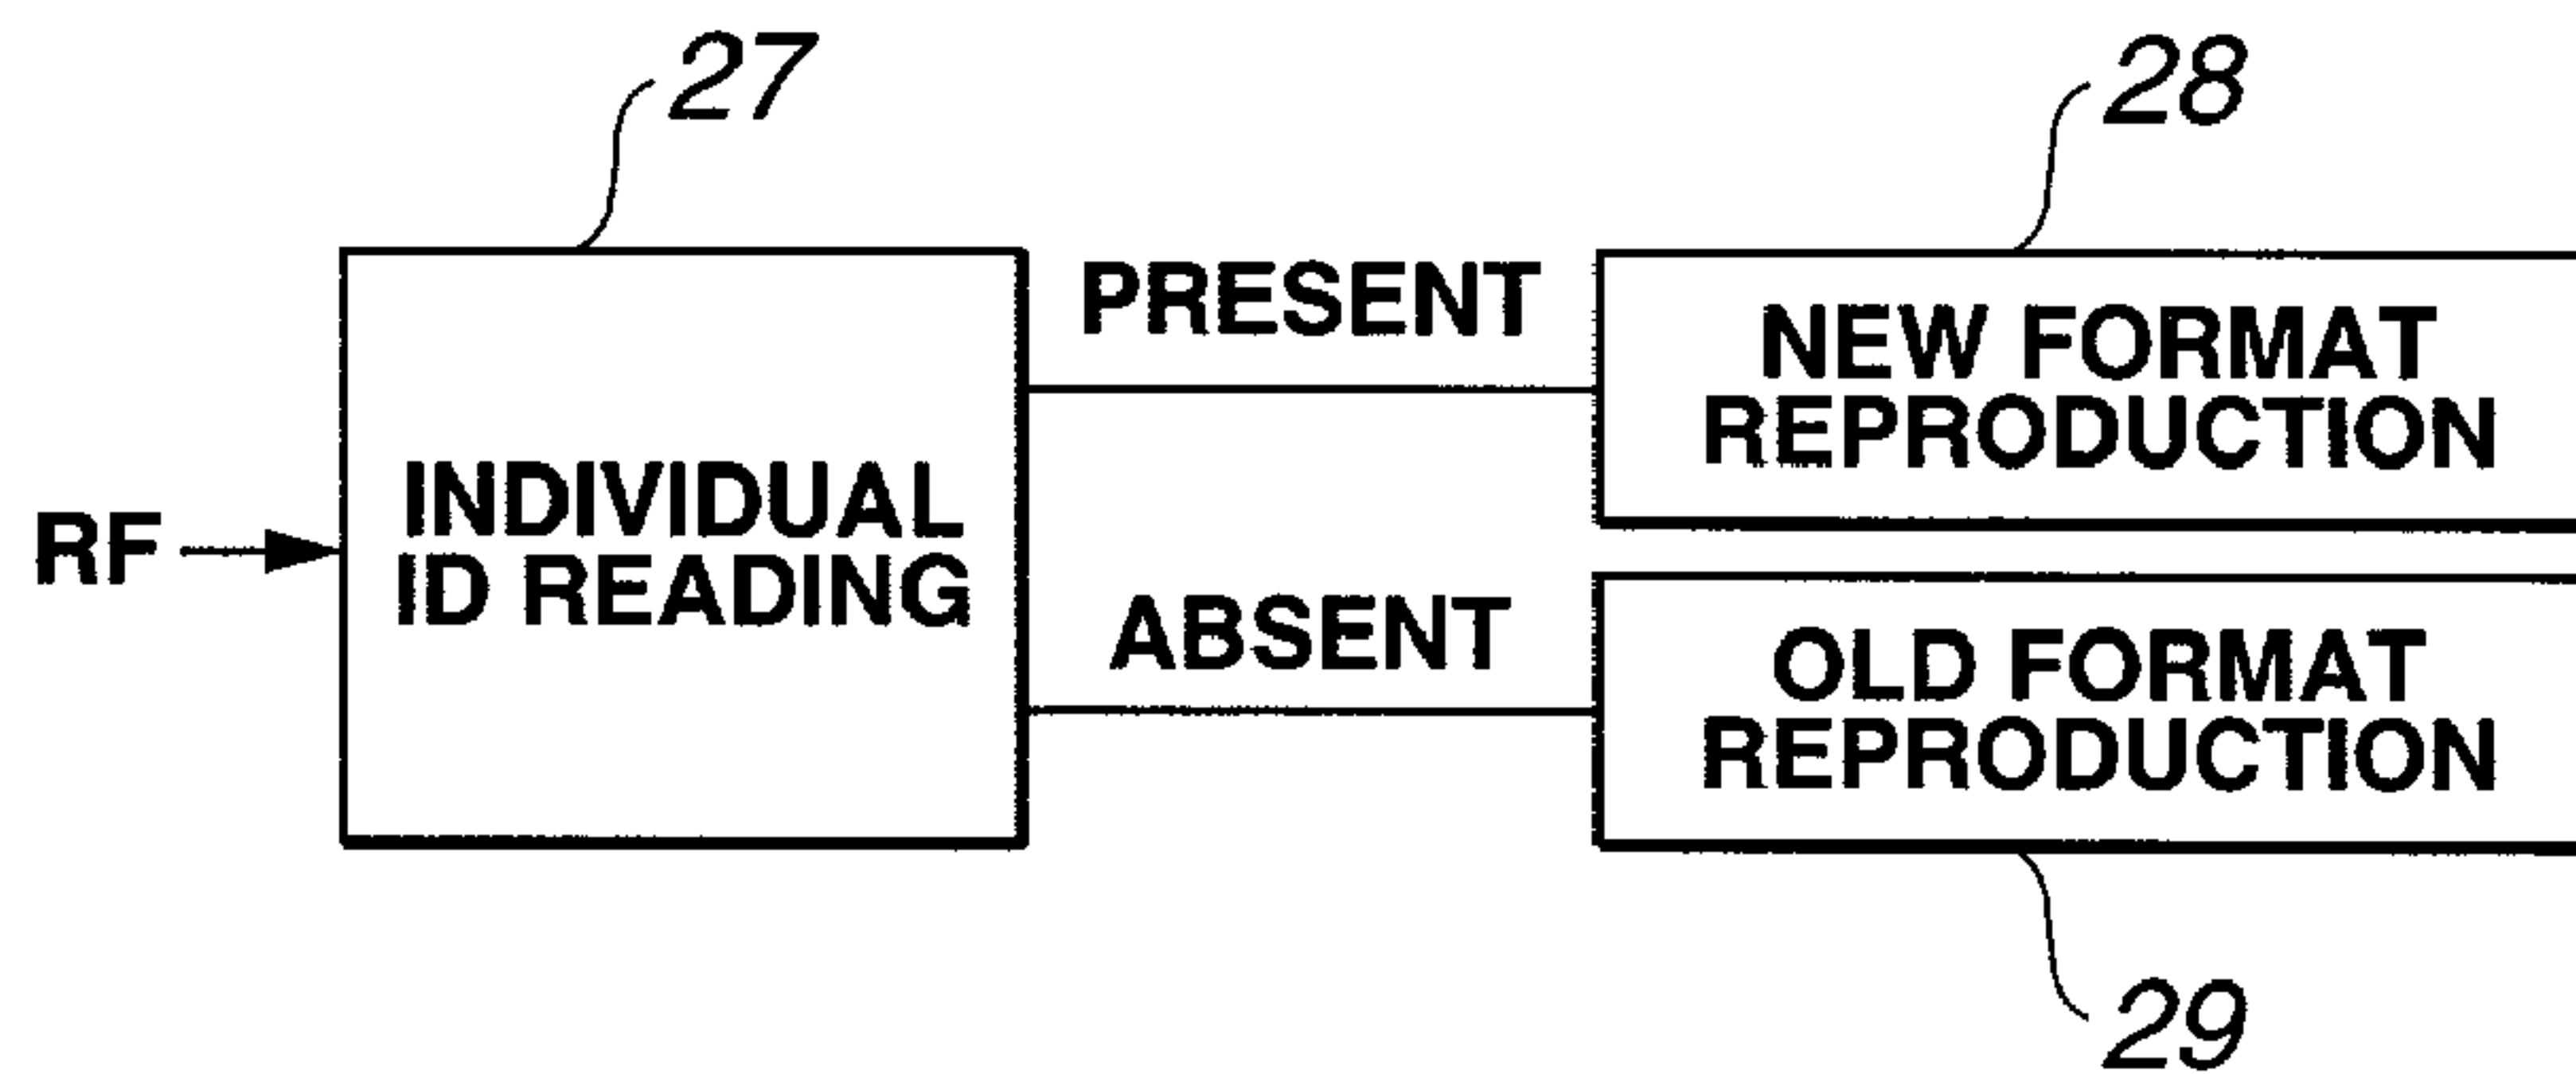 27
28
PRESENT
NEW FORMAT
REPRODUCTION
INDIVIDUAL
ID READING
RF
ABSENT
OLD FORMAT
REPRODUCTION
29